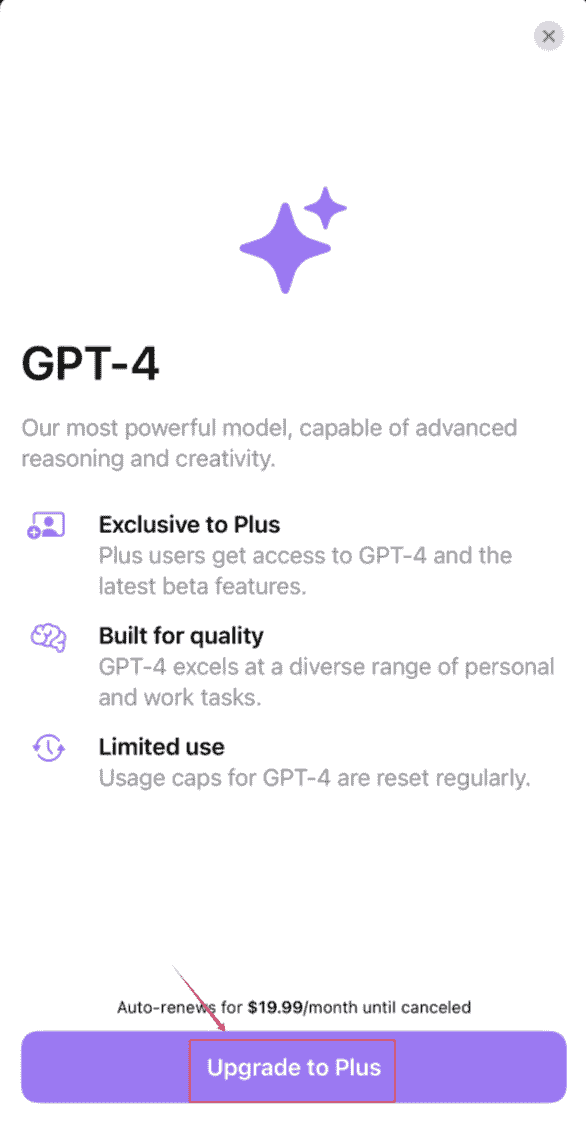 GPT-4
Our most powerful model, capable of advanced
reasoning and creativity.
Exclusive to Plus
Plus users get access to GPT-4 and the
latest beta features.
Built for quality
GPT-4 excels at a diverse range of personal
and work tasks.
Limited use
Usage caps for GPT-4 are reset regularly.
Auto-renews for $19.99/month until canceled
Upgrade to Plus